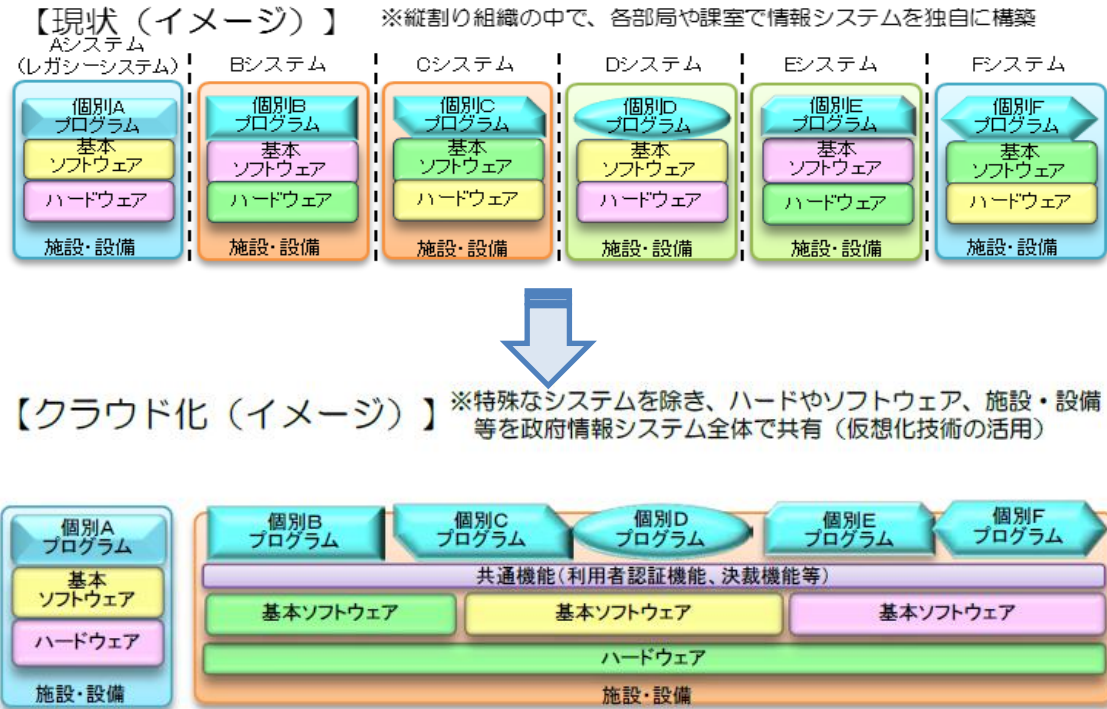 【現状（イメージ）】
※縦割り組織の中で、各部局や課室で情報システムを独自に構築
Aシステム
(レガシーシステム)
Bシステム
Cシステム
Dシステム
Eシステム
Fシステム
個別A
プログラム
基本
ソフトウェア
ハードウェア
施設・設備
個別B
プログラム
基本
ソフトウェア
ハードウェア
施設・設備
個別C
プログラム
基本
ソフトウェア
ハードウェア
施設・設備
個別D
プログラム
基本
ソフトウェア
ハードウェア
施設・設備
個別E
プログラム
基本
ソフトウェア
ハードウェア
施設・設備
個別F
プログラム
基本
ソフトウェア
ハードウェア
施設・設備
【クラウド化（イメージ）】
※特殊なシステムを除き、ハードやソフトウェア、施設・設備
等を政府情報システム全体で共有（仮想化技術の活用）
個別A
プログラム
基本
ソフトウェア
ハードウェア
施設・設備
個別B
プログラム
個別C
プログラム
個別D
プログラム
個別E
プログラム
個別F
プログラム
共通機能(利用者認証機能、決裁機能等)
基本ソフトウェア
基本ソフトウェア
基本ソフトウェア
ハードウェア
施設・設備